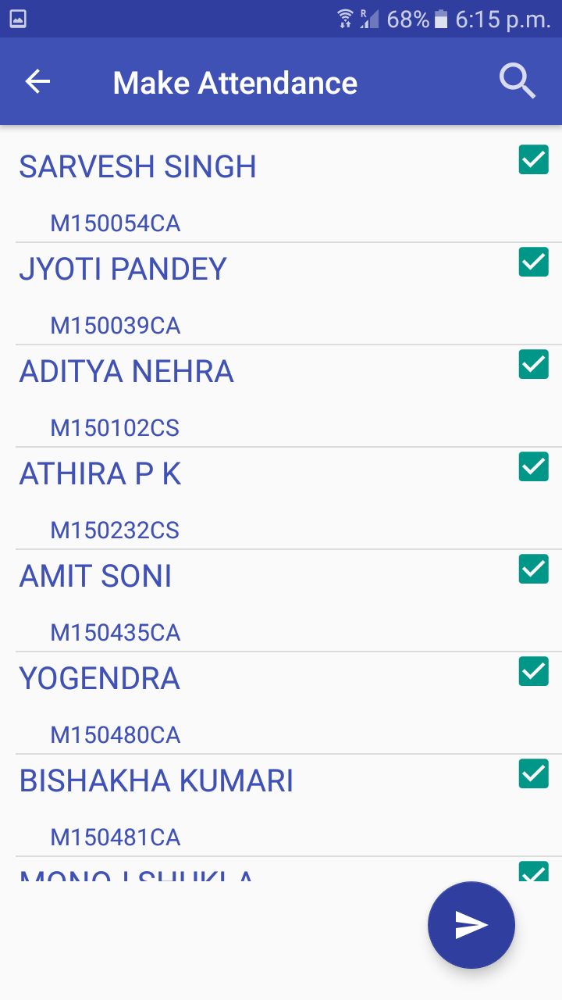 R 68% 6:15 p.m.
Make Attendance
SARVESH SINGH
M150054CA
JYOTI PANDEY
M150039CA
ADITYA NEHRA
M150102CS
ATHIRA P K
M150232CS
AMIT SONI
M150435CA
YOGENDRA
M150480CA
BISHAKHA KUMARI
M150481CA
SHUKLA